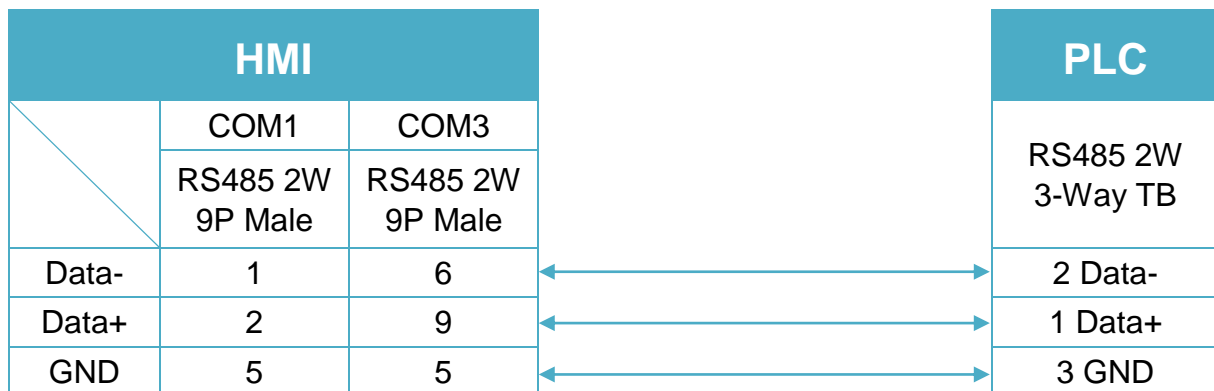 HMI
PLC
COM1 COM3
RS485 2W
9P Male
RS485 2W
9P Male
RS485 2W
3-Way TB
Data- 1 6 2 Data-
Data+ 2 9 1 Data+
GND 5 5 3 GND